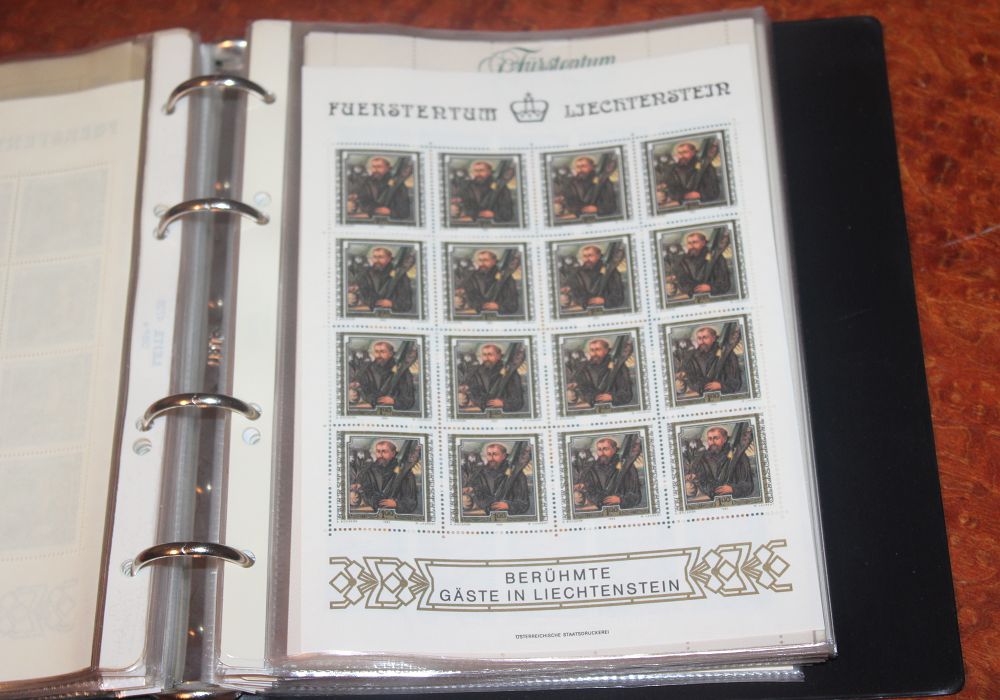 Fürstentum
FUERSTENTUM LIECHTENSTEIN
BERÜHMTE
GÄSTE IN LIECHTENSTEIN
ÖSTERREICHISCHE STAATSDRUCKEREI